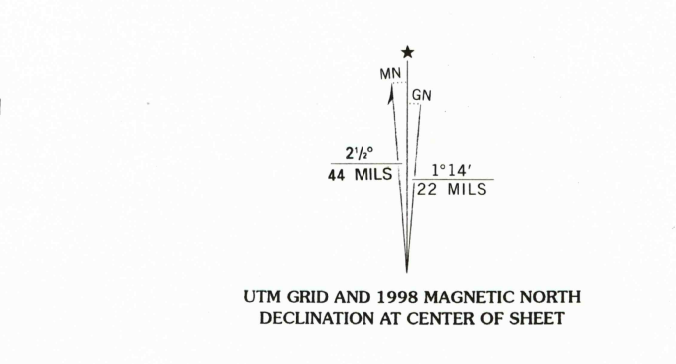 MN
GN
2½°
44 MILS
1°14′
22 MILS
UTM GRID AND 1998 MAGNETIC NORTH
DECLINATION AT CENTER OF SHEET